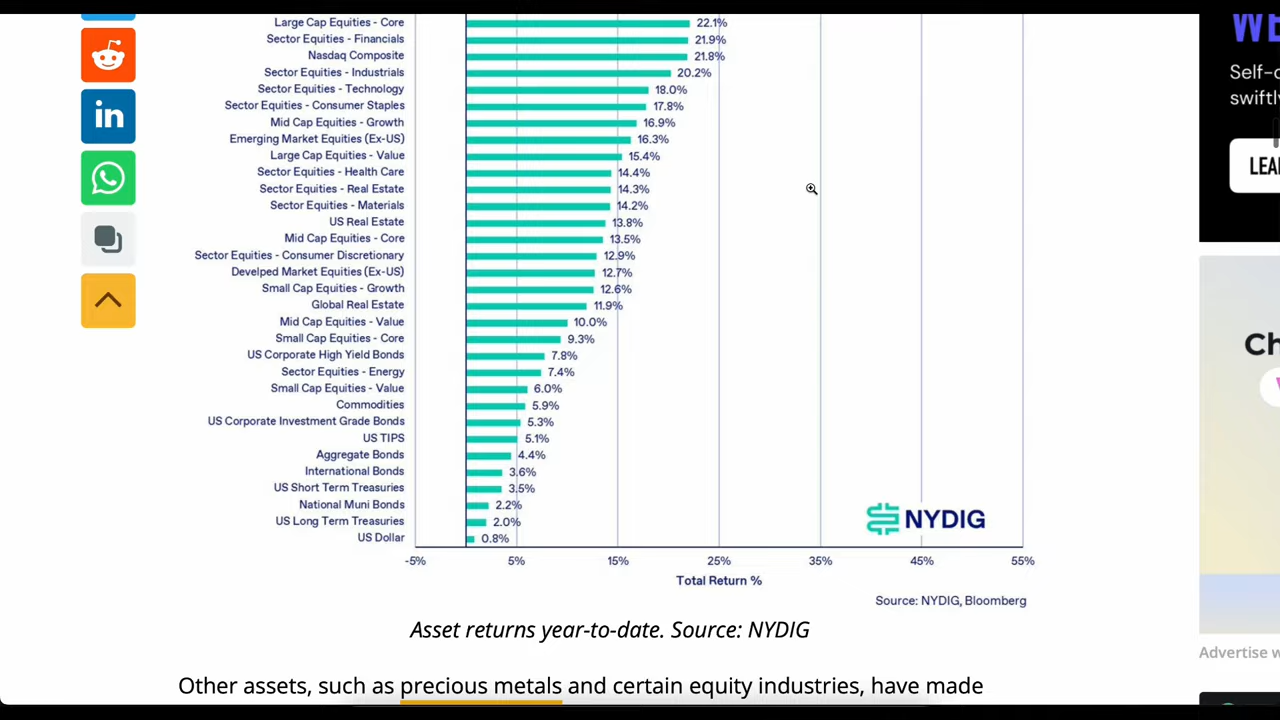 Large Cap Equities - Core 22.1%
Sector Equities - Financials 21.9%
Nasdaq Composite 21.8%
Sector Equities - Industrials 20.2%
Sector Equities - Technology 18.0%
Sector Equities - Consumer Staples 17.8%
Mid Cap Equities - Growth 16.9%
Emerging Market Equities (Ex-US) 16.3%
Large Cap Equities - Value 15.4%
Sector Equities - Health Care 14.4%
Sector Equities - Real Estate 14.3%
Sector Equities - Materials 14.2%
US Real Estate 13.8%
Mid Cap Equities - Core 13.5%
Sector Equities - Consumer Discretionary 12.9%
Develped Market Equities (Ex-US) 12.7%
Small Cap Equities - Growth 12.6%
Global Real Estate 11.9%
Mid Cap Equities - Value 10.0%
Small Cap Equities - Core 9.3%
US Corporate High Yield Bonds 7.8%
Sector Equities - Energy 7.4%
Small Cap Equities - Value 6.0%
Commodities 5.9%
US Corporate Investment Grade Bonds 5.3%
US TIPS 5.1%
Aggregate Bonds 4.4%
International Bonds 3.6%
US Short Term Treasuries 3.5%
National Muni Bonds 2.2%
US Long Term Treasuries 2.0%
US Dollar 0.8%
NYDIG
-5% 5% 15% 25% 35% 45% 55%
Total Return %
Source: NYDIG, Bloomberg
Asset returns year-to-date. Source: NYDIG
Other assets, such as precious metals and certain equity industries, have made
in
WE
Self-c
swiftly
LEA
Ch
Advertise w